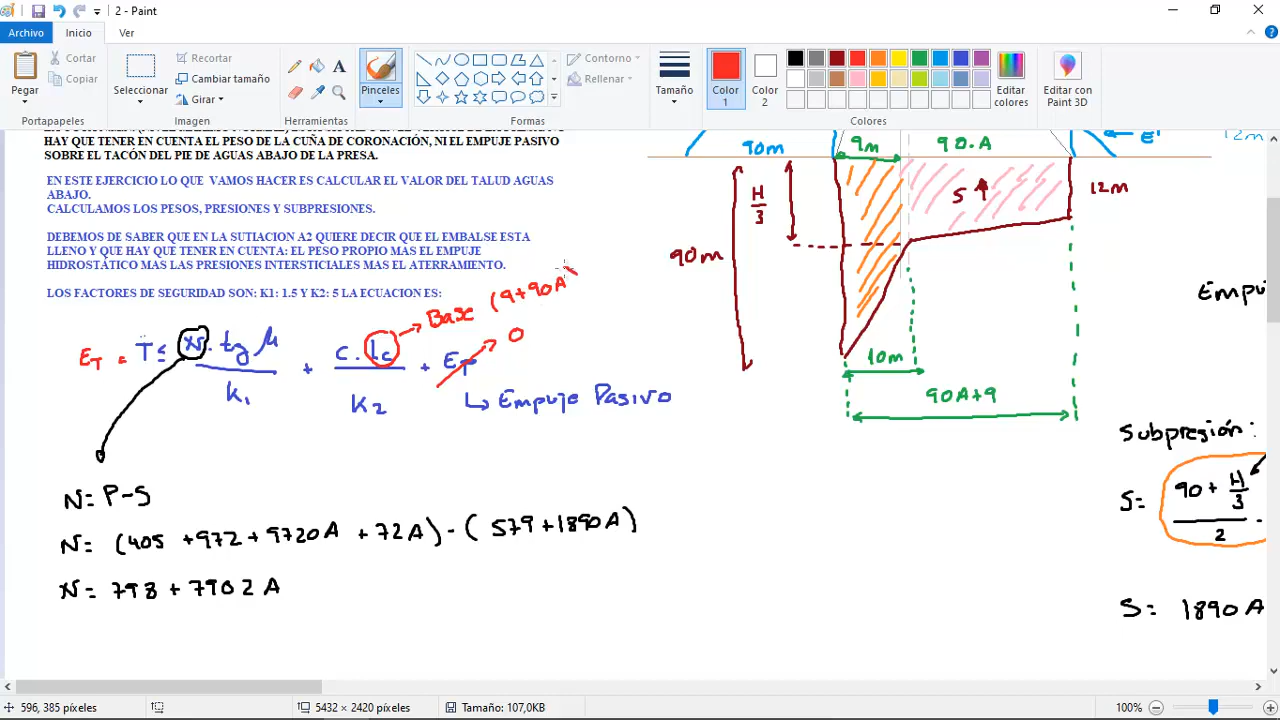 2 - Paint
Archivo Inicio Ver
Pegar
Cortar
Copiar
Portapapeles
Seleccionar
Recortar
Cambiar tamaño
Girar
Imagen
Herramientas
Pinceles
Contorno
Rellenar
Formas
Tamaño
Color 1
Color 2
Editar colores
Editar con Paint 3D
Colores
HAY QUE TENER EN CUENTA EL PESO DE LA CUÑA DE CORONACIÓN, NI EL EMPUJE PASIVO
SOBRE EL TACÓN DEL PIE DE AGUAS ABAJO DE LA PRESA.
EN ESTE EJERCICIO LO QUE VAMOS HACER ES CALCULAR EL VALOR DEL TALUD AGUAS
ABAJO.
CALCULAMOS LOS PESOS, PRESIONES Y SUBPRESIONES.
DEBEMOS DE SABER QUE EN LA SUTIACION A2 QUIERE DECIR QUE EL EMBALSE ESTA
LLENO Y QUE HAY QUE TENER EN CUENTA: EL PESO PROPIO MAS EL EMPUJE
HIDROSTÁTICO MAS LAS PRESIONES INTERSTICIALES MAS EL ATERRAMIENTO.
LOS FACTORES DE SEGURIDAD SON: K1: 1.5 Y K2: 5 LA ECUACION ES:
Base (9+90A
ET = T ≤ N. tg μ / K1 + C. lc / K2 + Ep
0
Empuje Pasivo
N= P-S
N= (405 +972 +9720A +72A) - (579+1890A)
N= 798 + 7902 A
90m
9m
90.A
12m
H/3
S
12m
90m
10m
90A+9
Subpresión:
S= 90 + H/3 / 2
S= 1890 A
596, 385 píxeles
5432 × 2420 píxeles
Tamaño: 107,0KB
100%